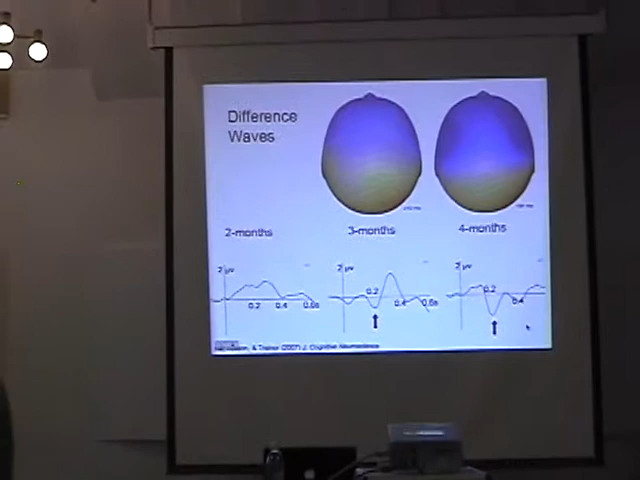 Difference
Waves
2-months
3-months
4-months
2 μv
2 μv
2 μv
0.2 0.4 0.6s
0.2 0.4 0.6s
0.2 0.4
& Trainor (2007) J. Cognitive Neuroscience